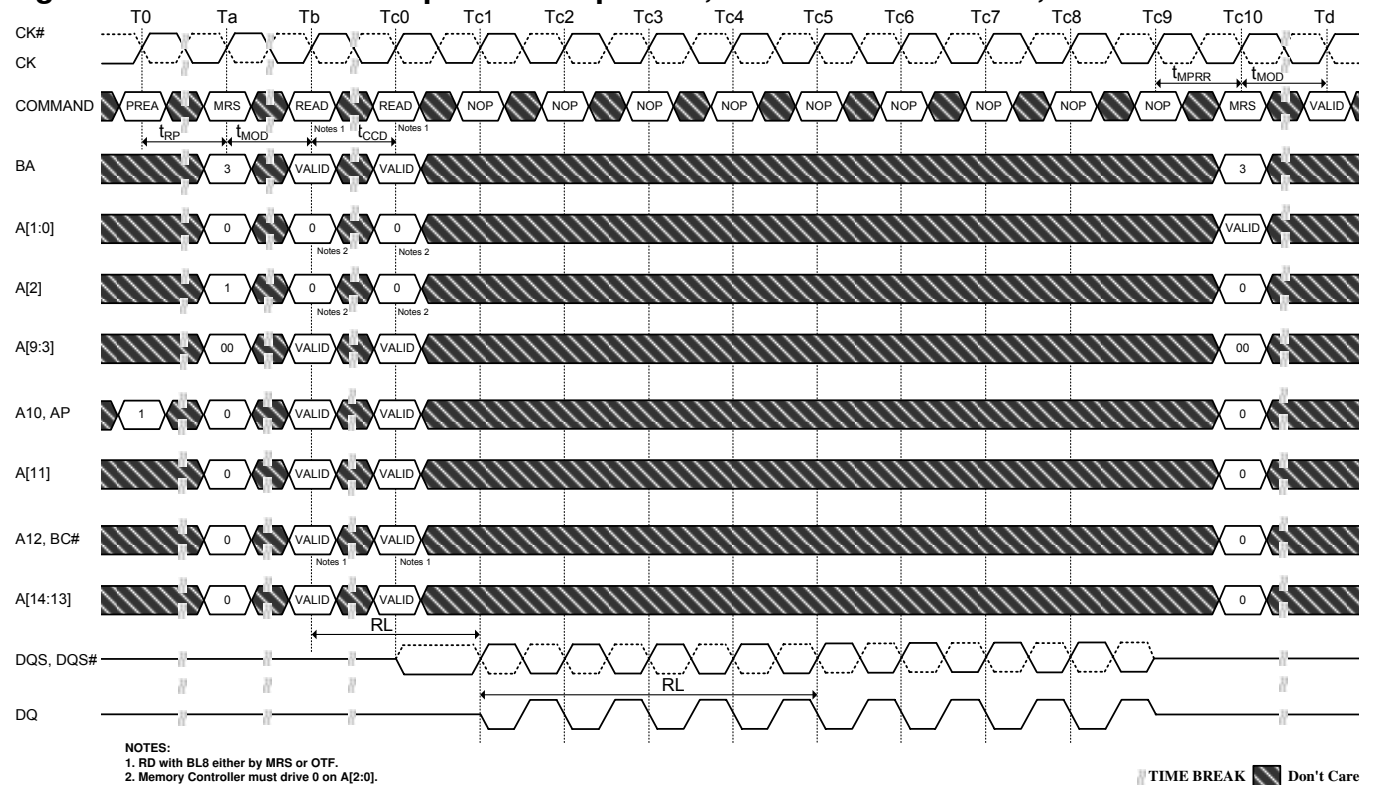 T0 Ta Tb Tc0 Tc1 Tc2 Tc3 Tc4 Tc5 Tc6 Tc7 Tc8 Tc9 Tc10 Td
CK#
CK
tMPRR tMOD
COMMAND PREA MRS READ READ NOP NOP NOP NOP NOP NOP NOP NOP NOP MRS VALID
Notes 1 Notes 1
tRP tMOD tCCD
BA 3 VALID VALID 3
A[1:0] 0 0 0 VALID
Notes 2 Notes 2
A[2] 1 0 0 0
Notes 2 Notes 2
A[9:3] 00 VALID VALID 00
A10, AP 1 0 VALID VALID 0
A[11] 0 VALID VALID 0
A12, BC# 0 VALID VALID 0
Notes 1 Notes 1
A[14:13] 0 VALID VALID 0
RL
DQS, DQS#
RL
DQ
NOTES:
1. RD with BL8 either by MRS or OTF.
2. Memory Controller must drive 0 on A[2:0].
TIME BREAK Don't Care